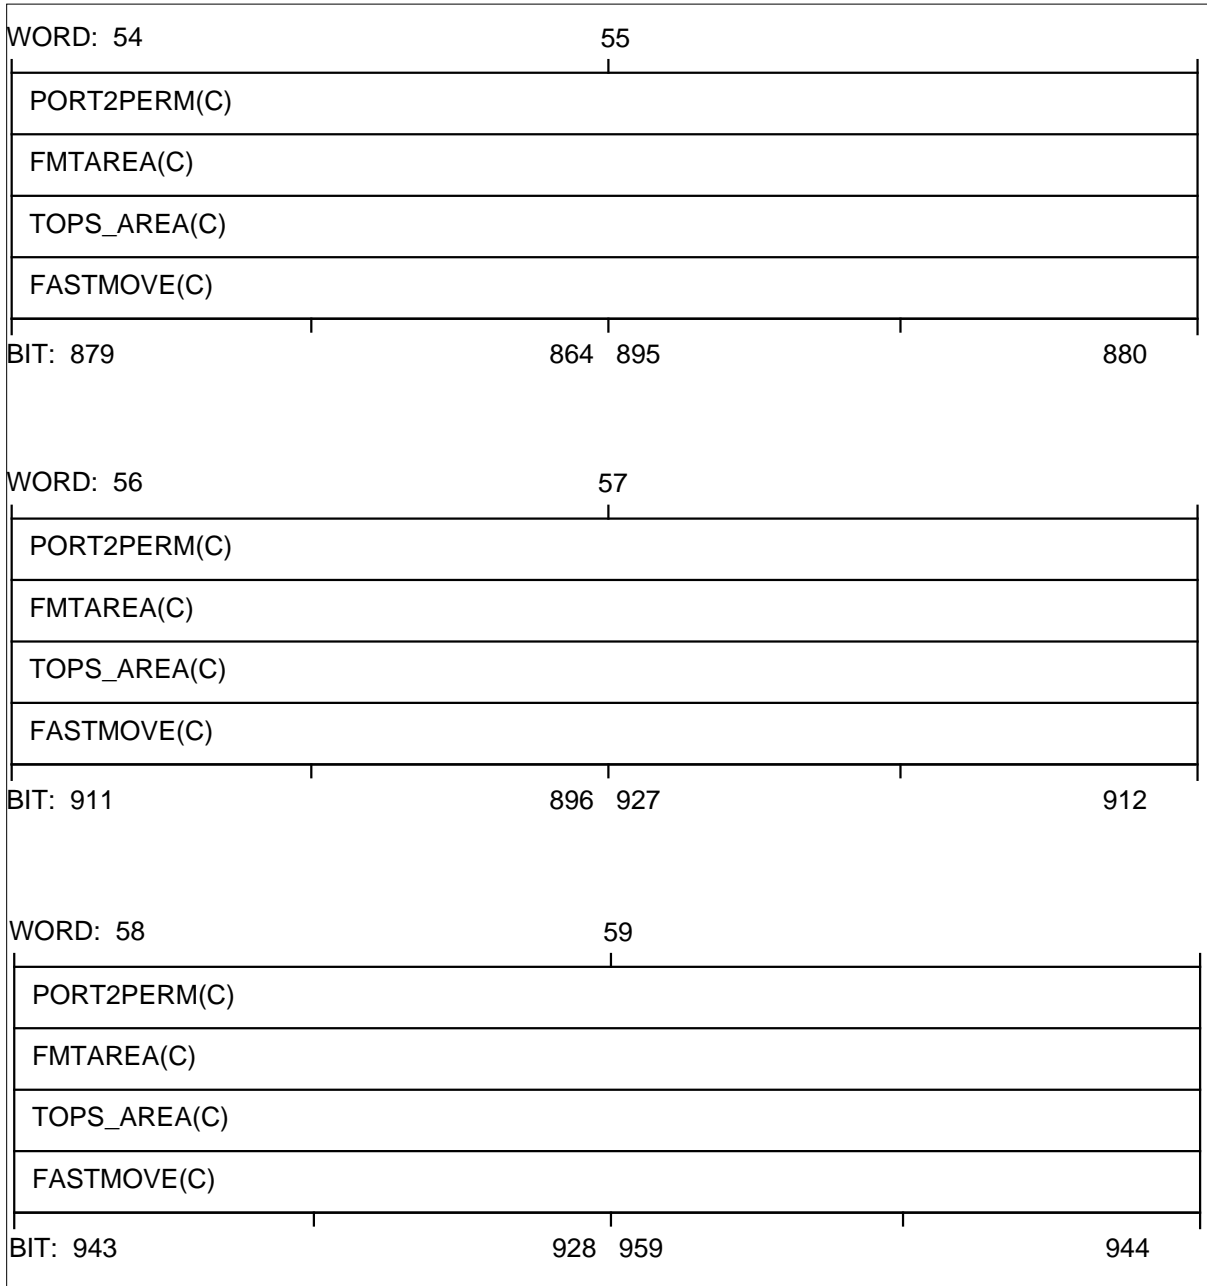 WORD: 54 55
PORT2PERM(C)
FMTAREA(C)
TOPS_AREA(C)
FASTMOVE(C)
BIT: 879 864 895 880
WORD: 56 57
PORT2PERM(C)
FMTAREA(C)
TOPS_AREA(C)
FASTMOVE(C)
BIT: 911 896 927 912
WORD: 58 59
PORT2PERM(C)
FMTAREA(C)
TOPS_AREA(C)
FASTMOVE(C)
BIT: 943 928 959 944